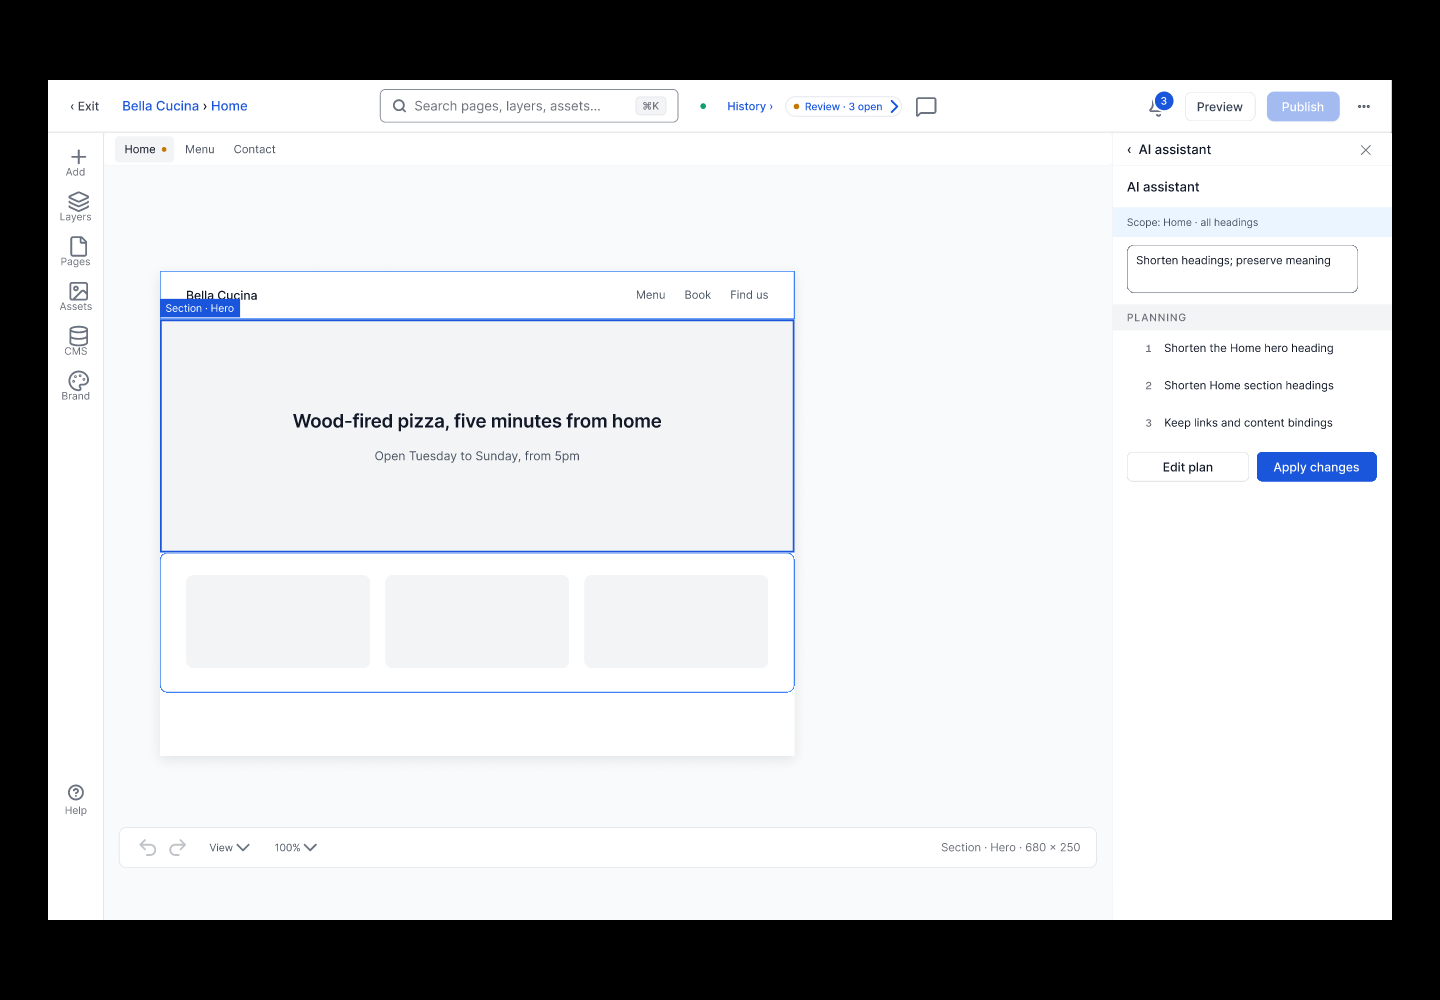 ‹ Exit
Bella Cucina › Home
Search pages, layers, assets...
⌘K
History ›
Review · 3 open
3
Preview
Publish
Home
Menu
Contact
Add
Layers
Pages
Assets
CMS
Brand
Help
Bella Cucina
Menu
Book
Find us
Section · Hero
Wood-fired pizza, five minutes from home
Open Tuesday to Sunday, from 5pm
View
100%
Section · Hero · 680 × 250
‹ AI assistant
AI assistant
Scope: Home · all headings
Shorten headings; preserve meaning
PLANNING
1 Shorten the Home hero heading
2 Shorten Home section headings
3 Keep links and content bindings
Edit plan
Apply changes